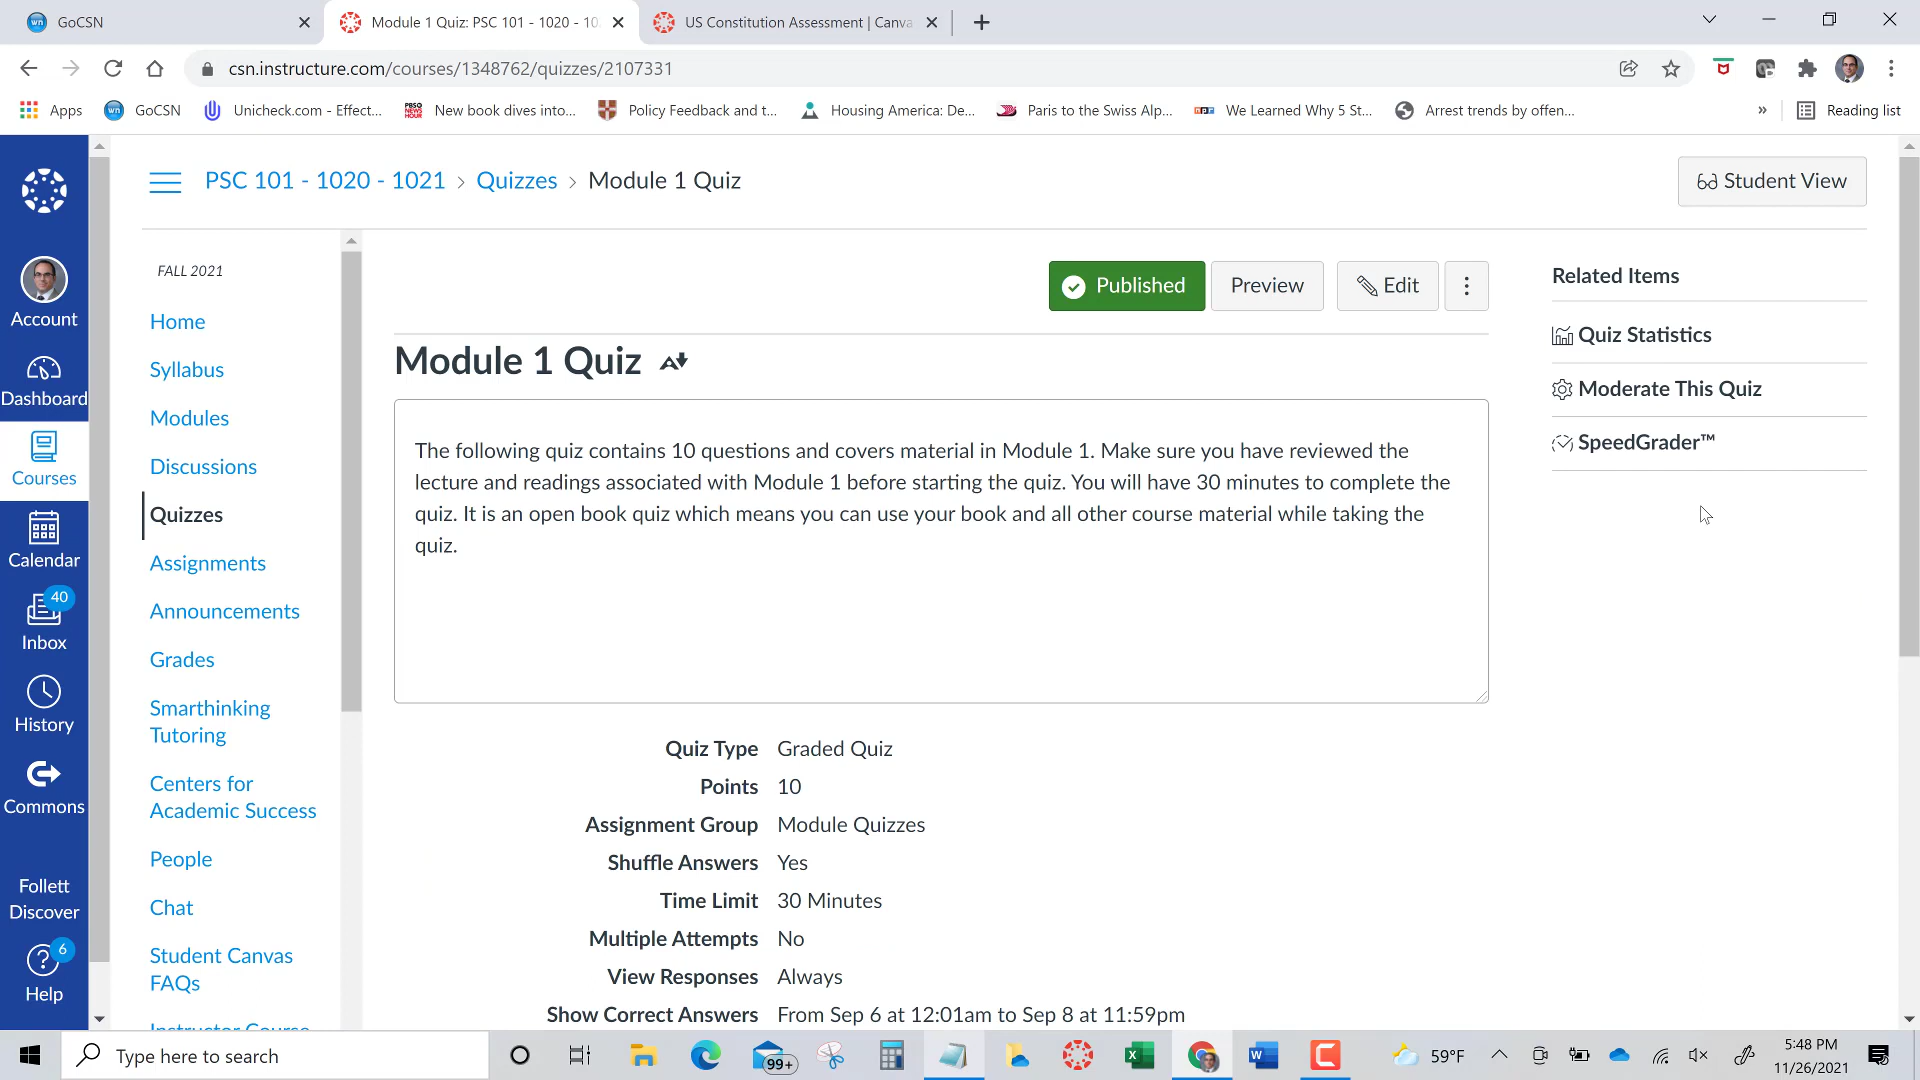 GoCSN
Module 1 Quiz: PSC 101 - 1020 - 10
US Constitution Assessment | Canva
csn.instructure.com/courses/1348762/quizzes/2107331
Apps
GoCSN
Unicheck.com - Effect...
New book dives into...
Policy Feedback and t...
Housing America: De...
Paris to the Swiss Alp...
We Learned Why 5 St...
Arrest trends by offen...
»
Reading list
PSC 101 - 1020 - 1021 > Quizzes > Module 1 Quiz
Student View
Account
Dashboard
Courses
Calendar
40
Inbox
History
Commons
Follett
Discover
6
Help
FALL 2021
Home
Syllabus
Modules
Discussions
Quizzes
Assignments
Announcements
Grades
Smarthinking
Tutoring
Centers for
Academic Success
People
Chat
Student Canvas
FAQs
Instructor Course
Published
Preview
Edit
Module 1 Quiz
The following quiz contains 10 questions and covers material in Module 1. Make sure you have reviewed the
lecture and readings associated with Module 1 before starting the quiz. You will have 30 minutes to complete the
quiz. It is an open book quiz which means you can use your book and all other course material while taking the
quiz.
Quiz Type Graded Quiz
Points 10
Assignment Group Module Quizzes
Shuffle Answers Yes
Time Limit 30 Minutes
Multiple Attempts No
View Responses Always
Show Correct Answers From Sep 6 at 12:01am to Sep 8 at 11:59pm
Related Items
Quiz Statistics
Moderate This Quiz
SpeedGrader™
Type here to search
99+
59°F
5:48 PM
11/26/2021